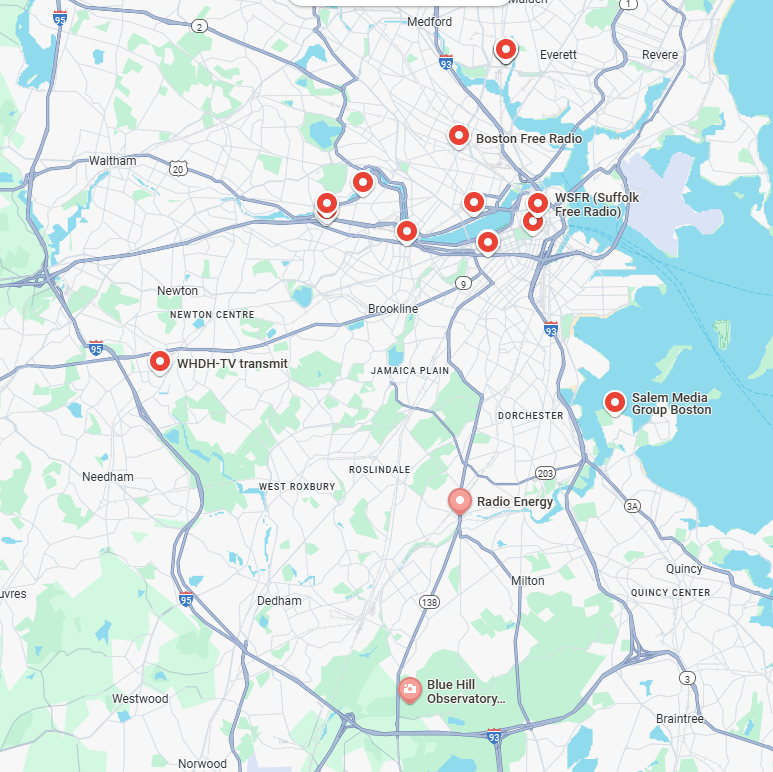 Malden
95
2
Medford
1
93
Everett
Revere
Boston Free Radio
Waltham
20
WSFR (Suffolk
Free Radio)
9
Newton
NEWTON CENTRE
Brookline
93
95
WHDH-TV transmit
JAMAICA PLAIN
Salem Media
Group Boston
DORCHESTER
Needham
ROSLINDALE
203
WEST ROXBURY
Radio Energy
3A
Quincy
Milton
uvres
QUINCY CENTER
95
Dedham
138
Blue Hill
Observatory...
3
Westwood
Braintree
93
Norwood